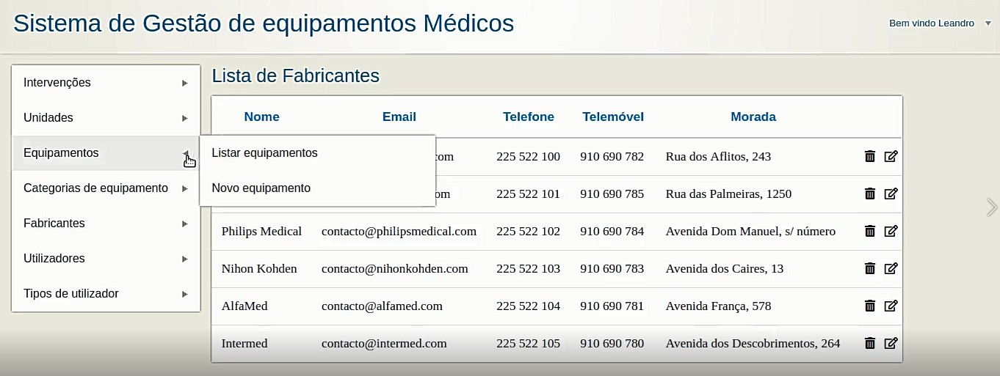 Sistema de Gestão de equipamentos Médicos
Bem vindo Leandro
Intervenções
Unidades
Equipamentos
Categorias de equipamento
Fabricantes
Utilizadores
Tipos de utilizador
Listar equipamentos
Novo equipamento
Lista de Fabricantes
Nome Email Telefone Telemóvel Morada
com 225 522 100 910 690 782 Rua dos Aflitos, 243
om 225 522 101 910 690 785 Rua das Palmeiras, 1250
Philips Medical contacto@philipsmedical.com 225 522 102 910 690 784 Avenida Dom Manuel, s/ número
Nihon Kohden contacto@nihonkohden.com 225 522 103 910 690 783 Avenida dos Caires, 13
AlfaMed contacto@alfamed.com 225 522 104 910 690 781 Avenida França, 578
Intermed contacto@intermed.com 225 522 105 910 690 780 Avenida dos Descobrimentos, 264